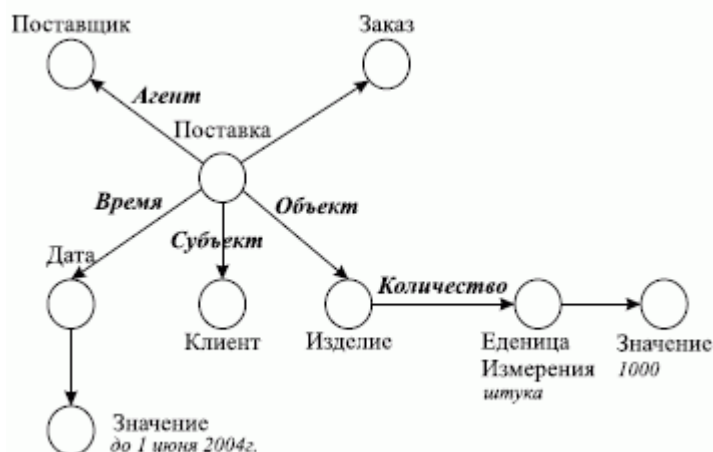 Поставщик
Заказ
Агент
Поставка
Время
Объект
Субъект
Дата
Количество
Клиент
Изделие
Еденица
Измерения
штука
Значение
1000
Значение
до 1 июня 2004г.